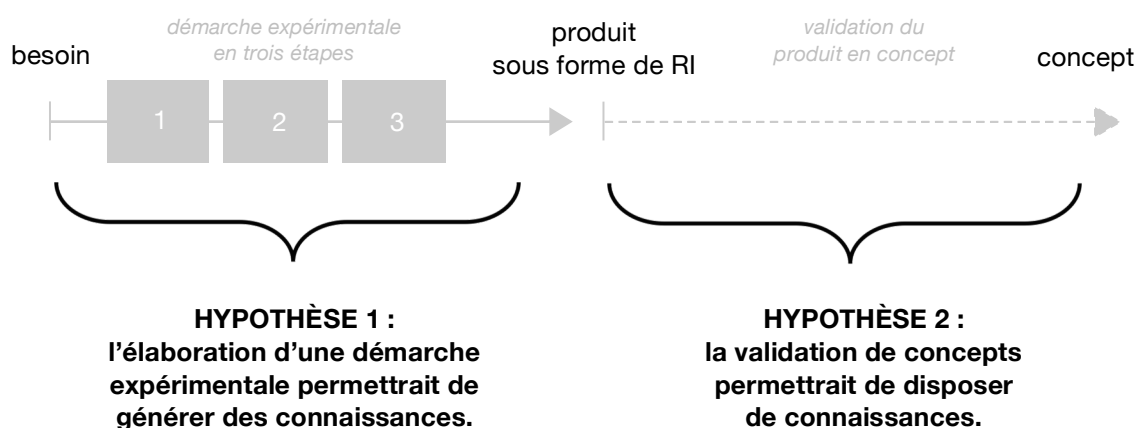 besoin
démarche expérimentale
en trois étapes
produit
sous forme de RI
validation du
produit en concept
concept
1
2
3
HYPOTHÈSE 1 :
l’élaboration d’une démarche
expérimentale permettrait de
générer des connaissances.
HYPOTHÈSE 2 :
la validation de concepts
permettrait de disposer
de connaissances.